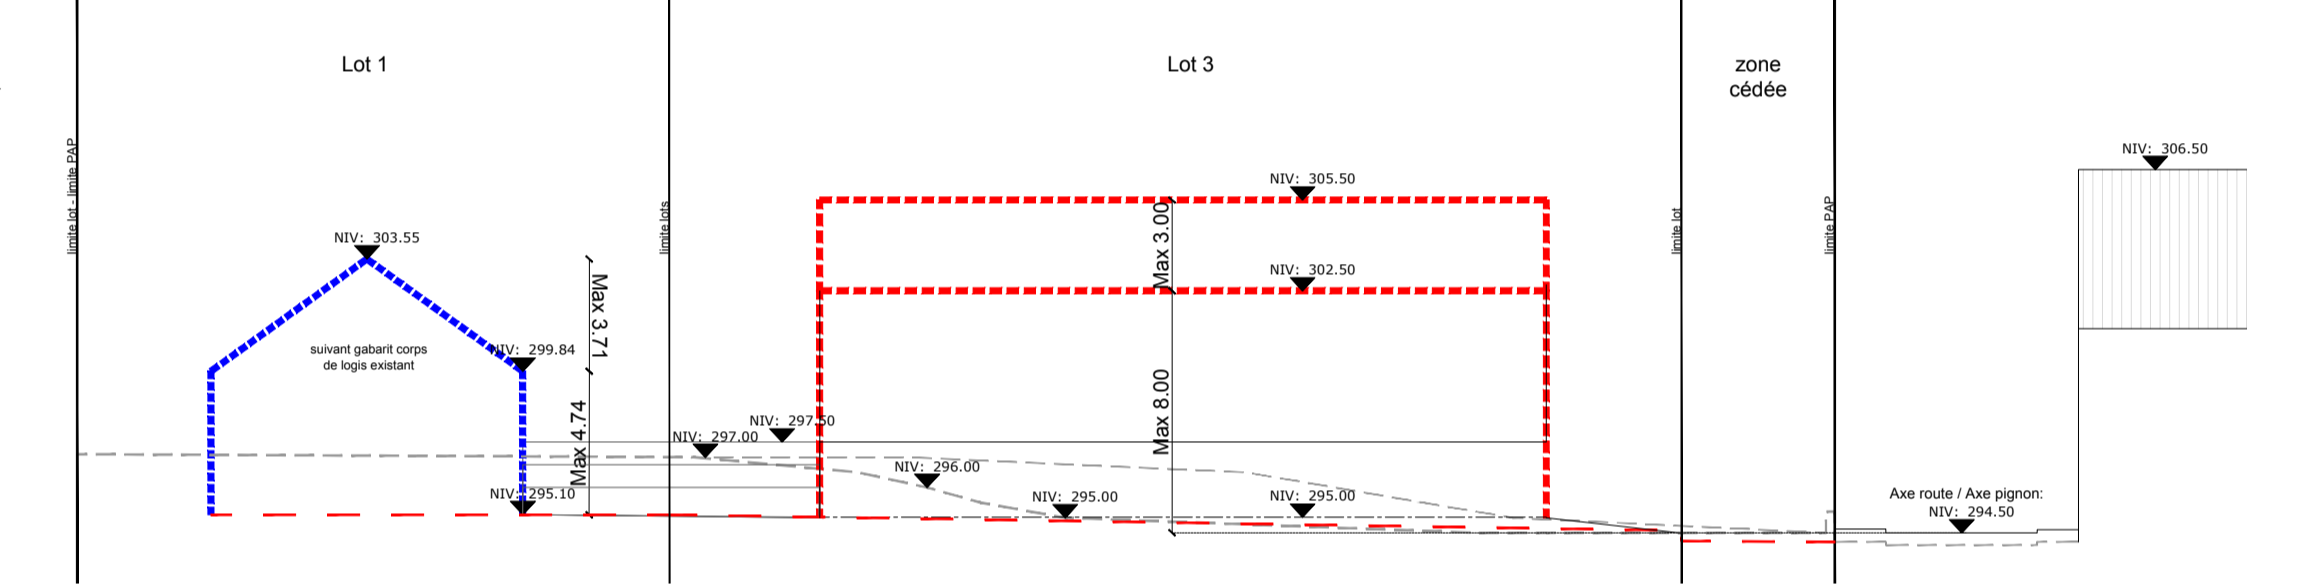 Lot 1
Lot 3
zone
cédée
limite lot - limite PAP
limite lots
limite lot
limite PAP
NIV: 306.50
NIV: 305.50
Max 3.00
NIV: 303.55
NIV: 302.50
Max 3.71
suivant gabarit corps
de logis existant
NIV: 299.84
Max 4.74
Max 8.00
NIV: 297.50
NIV: 297.00
NIV: 296.00
NIV: 295.10
NIV: 295.00
NIV: 295.00
Axe route / Axe pignon:
NIV: 294.50